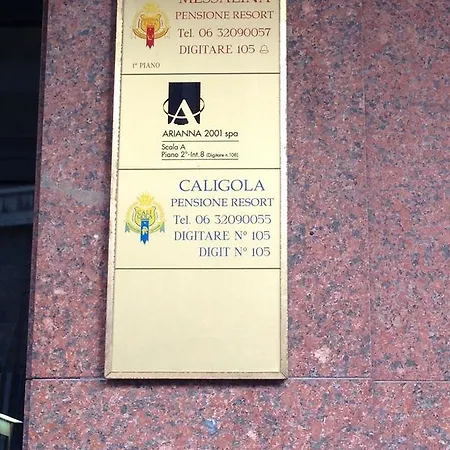 MESSALINA
PENSIONE RESORT
Tel. 06 32090057
DIGITARE 105
1° PIANO
A
ARIANNA 2001 spa
Scala A
Piano 2°-Int.8 (Digitare n.108)
CALIGOLA
PENSIONE RESORT
Tel. 06 32090055
DIGITARE N° 105
DIGIT N° 105